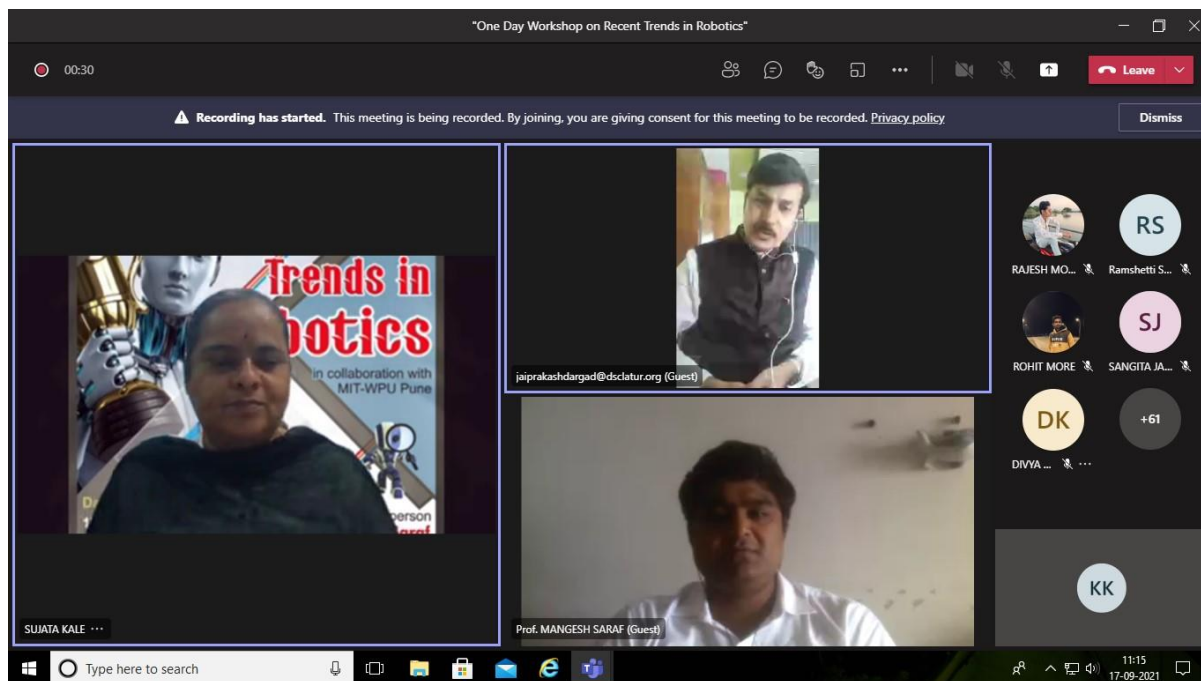 "One Day Workshop on Recent Trends in Robotics"
00:30
Leave
Recording has started. This meeting is being recorded. By joining, you are giving consent for this meeting to be recorded. Privacy policy
Dismiss
Trends in
botics
in collaboration with
MIT-WPU Pune
D
1
person
araf
SUJATA KALE ...
jaiprakashdargad@dsclatur.org (Guest)
Prof. MANGESH SARAF (Guest)
RS
RAJESH MO...
Ramshetti S...
SJ
ROHIT MORE
SANGITA JA...
DK
+61
DIVYA ... ...
KK
Type here to search
11:15
17-09-2021